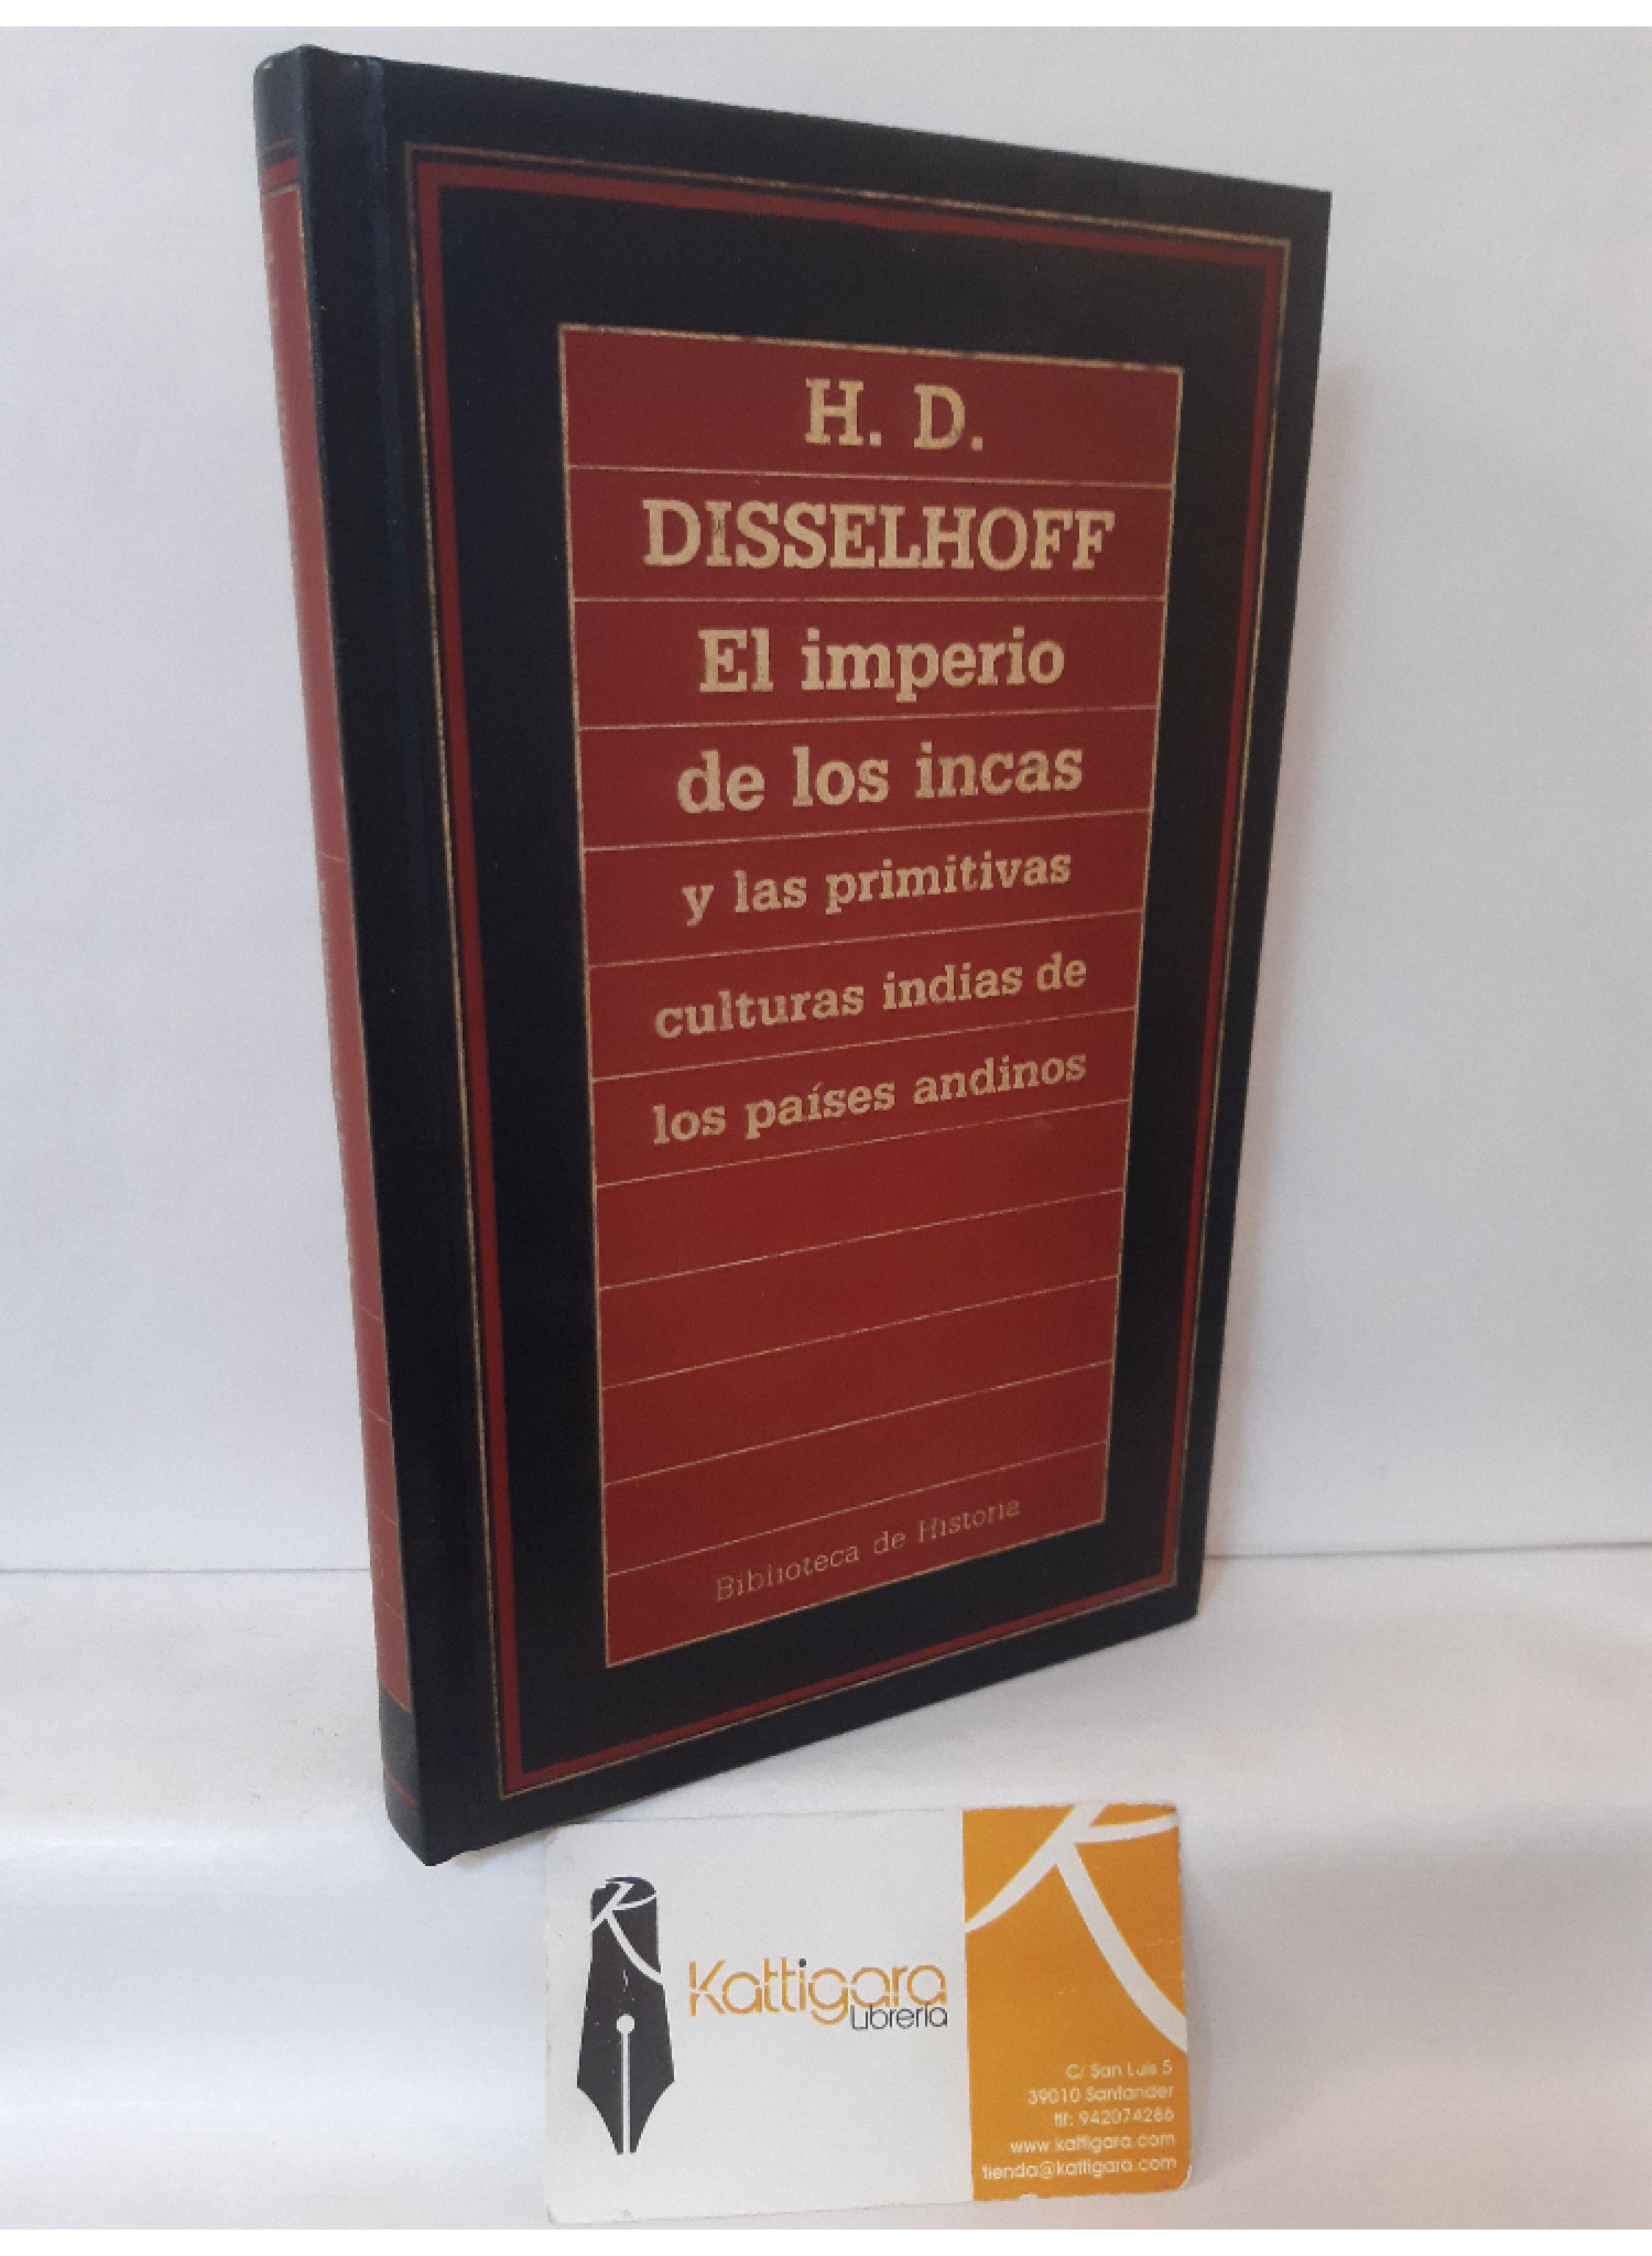 H. D.
DISSELHOFF
El imperio
de los incas
y las primitivas
culturas indias de
los países andinos
Biblioteca de Historia
Kattigara
Librería
C/ San Luis 5
39010 Santander
tlf: 942074286
www.kattigara.com
tienda@kattigara.com